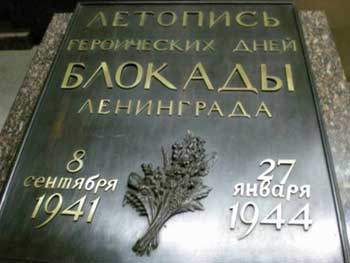 ЛЕТОПИСЬ
ГЕРОИЧЕСКИХ ДНЕЙ
БЛОКАДЫ
ЛЕНИНГРАДА
8
сентября
1941
27
января
1944